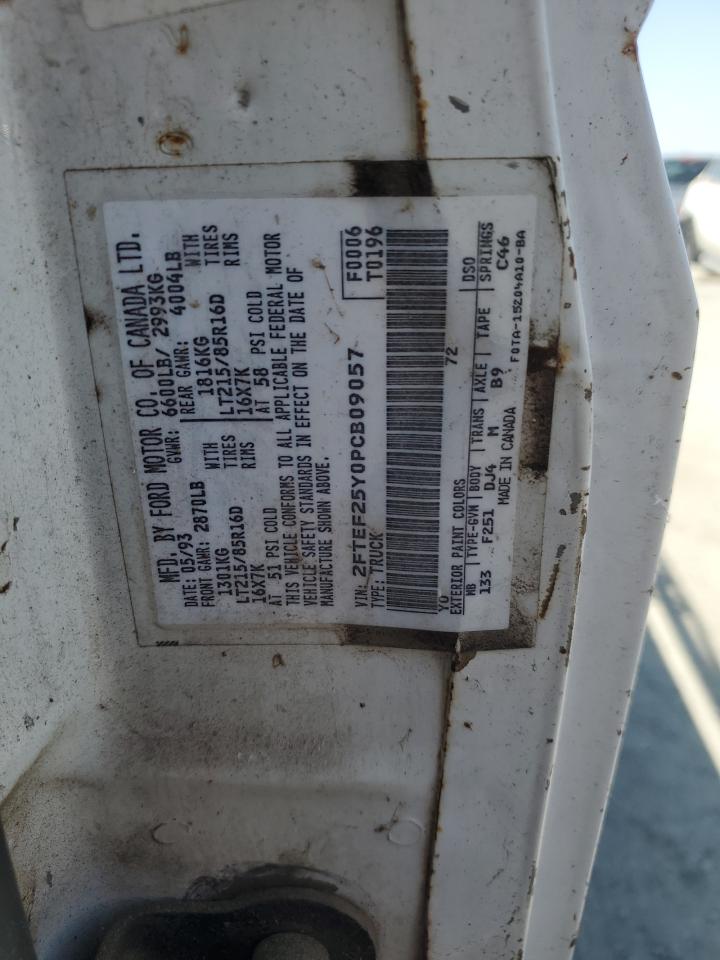 MFD. BY FORD MOTOR CO. OF CANADA LTD.
05/93 GVWR: 6600LB/ 2993KG
FRONT GAWR: 2870LB REAR GAWR: 4004LB
1301KG WITH 1816KG WITH
LT215/85R16D TIRES LT215/85R16D TIRES
16X7K RIMS 16X7K RIMS
AT 51 PSI COLD AT 58 PSI COLD
THIS VEHICLE CONFORMS TO ALL APPLICABLE FEDERAL MOTOR
VEHICLE SAFETY STANDARDS IN EFFECT ON THE DATE OF
MANUFACTURE SHOWN ABOVE.
VIN: 2FTEF25Y0PCB09057 F0006
TYPE: TRUCK T0196
YO 72
EXTERIOR PAINT COLORS DSO
WB TYPE-GVW BODY TRANS AXLE TAPE SPRINGS
133 F251 DJ4 M B9 C46
MADE IN CANADA
F0TA-15204A10-BA